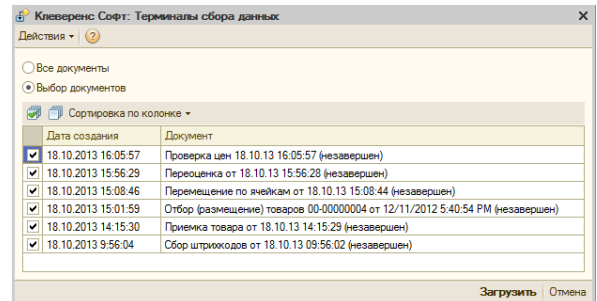 Клеверенс Софт: Терминалы сбора данных
Действия
Все документы
Выбор документов
Сортировка по колонке
Дата создания Документ
18.10.2013 16:05:57 Проверка цен 18.10.13 16:05:57 (незавершен)
18.10.2013 15:56:29 Переоценка от 18.10.13 15:56:28 (незавершен)
18.10.2013 15:08:46 Перемещение по ячейкам от 18.10.13 15:08:44 (незавершен)
18.10.2013 15:01:59 Отбор (размещение) товаров 00-00000004 от 12/11/2012 5:40:54 PM (незавершен)
18.10.2013 14:15:30 Приемка товара от 18.10.13 14:15:29 (незавершен)
18.10.2013 9:56:04 Сбор штрихкодов от 18.10.13 09:56:02 (незавершен)
Загрузить Отмена